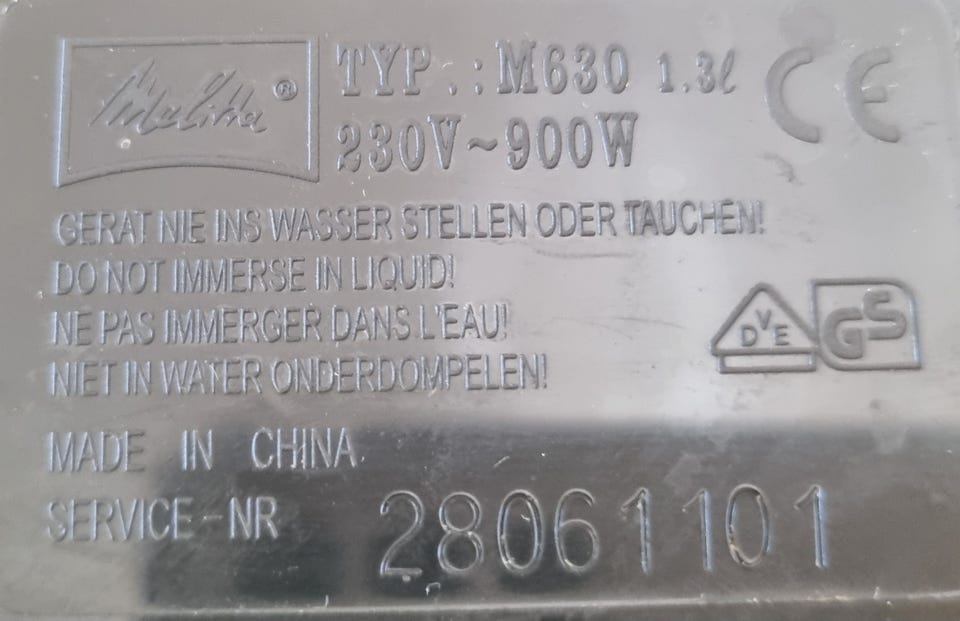 Melitta® TYP.:M630 1.3ℓ CE
230V~900W
GERAT NIE INS WASSER STELLEN ODER TAUCHEN!
DO NOT IMMERSE IN LIQUID!
NE PAS IMMERGER DANS L'EAU!
NIET IN WATER ONDERDOMPELEN!
DVE GS
MADE IN CHINA
SERVICE-NR 28061101